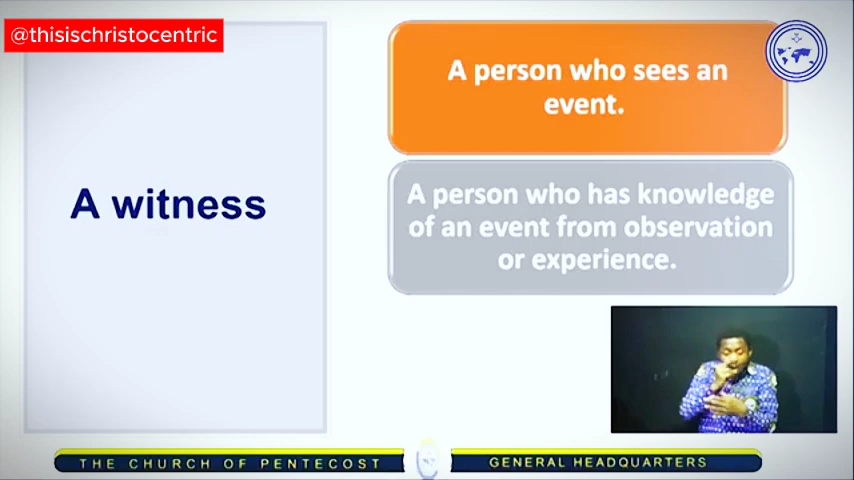 @thisischristocentric
A witness
A person who sees an
event.
A person who has knowledge
of an event from observation
or experience.
THE CHURCH OF PENTECOST
GENERAL HEADQUARTERS